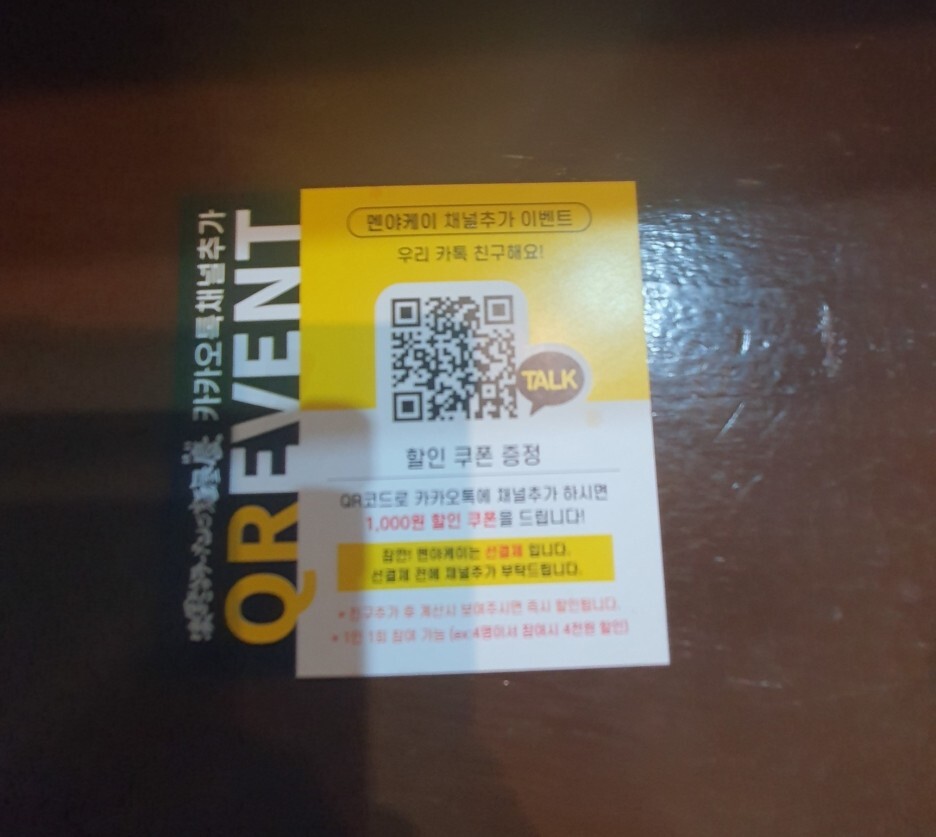 멘야케이 채널추가 이벤트
우리 카톡 친구해요!
TALK
할인 쿠폰 증정
QR코드로 카카오톡에 채널추가 하시면
1,000원 할인 쿠폰을 드립니다!
잠깐! 멘야케이는 선결제 입니다.
선결제 전에 채널추가 부탁드립니다.
* 친구추가 후 계산시 보여주시면 즉시 할인됩니다.
* 1인 1회 참여 가능 (ex 4명이서 참여시 4천원 할인)
카카오톡채널추가
QREVENT